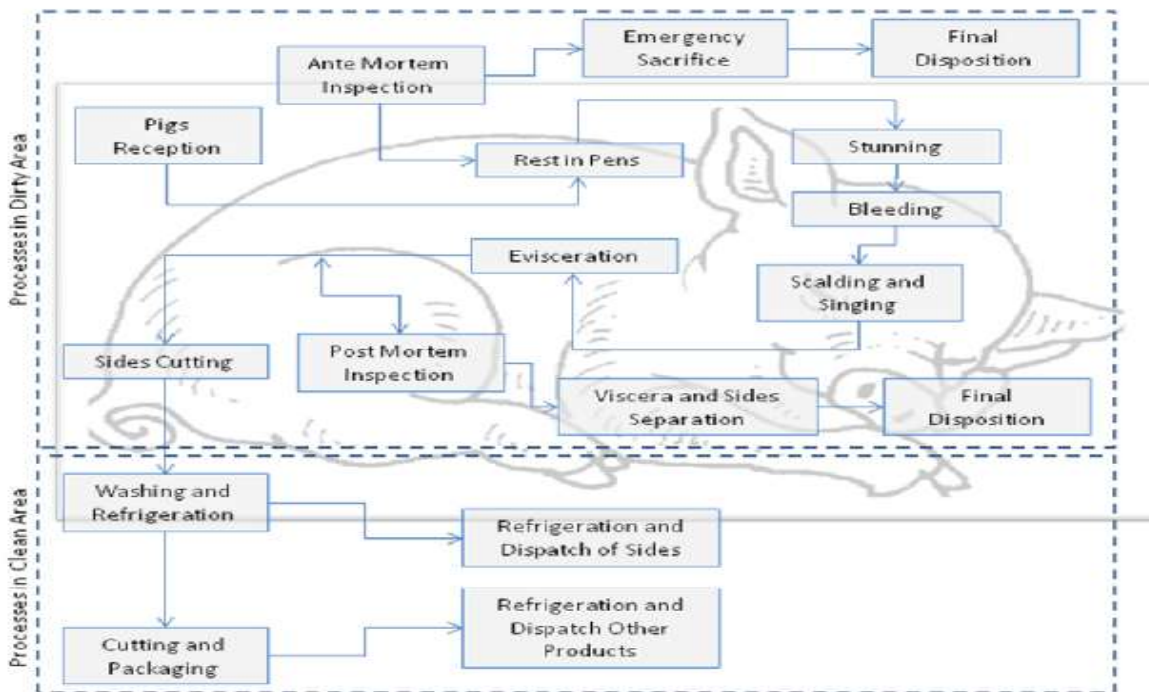 Processes in Dirty Area
Ante Mortem
Inspection
Emergency
Sacrifice
Final
Disposition
Pigs
Reception
Rest in Pens
Stunning
Bleeding
Evisceration
Scalding and
Singing
Sides Cutting
Post Mortem
Inspection
Viscera and Sides
Separation
Final
Disposition
Processes in Clean Area
Washing and
Refrigeration
Refrigeration and
Dispatch of Sides
Cutting and
Packaging
Refrigeration and
Dispatch Other
Products